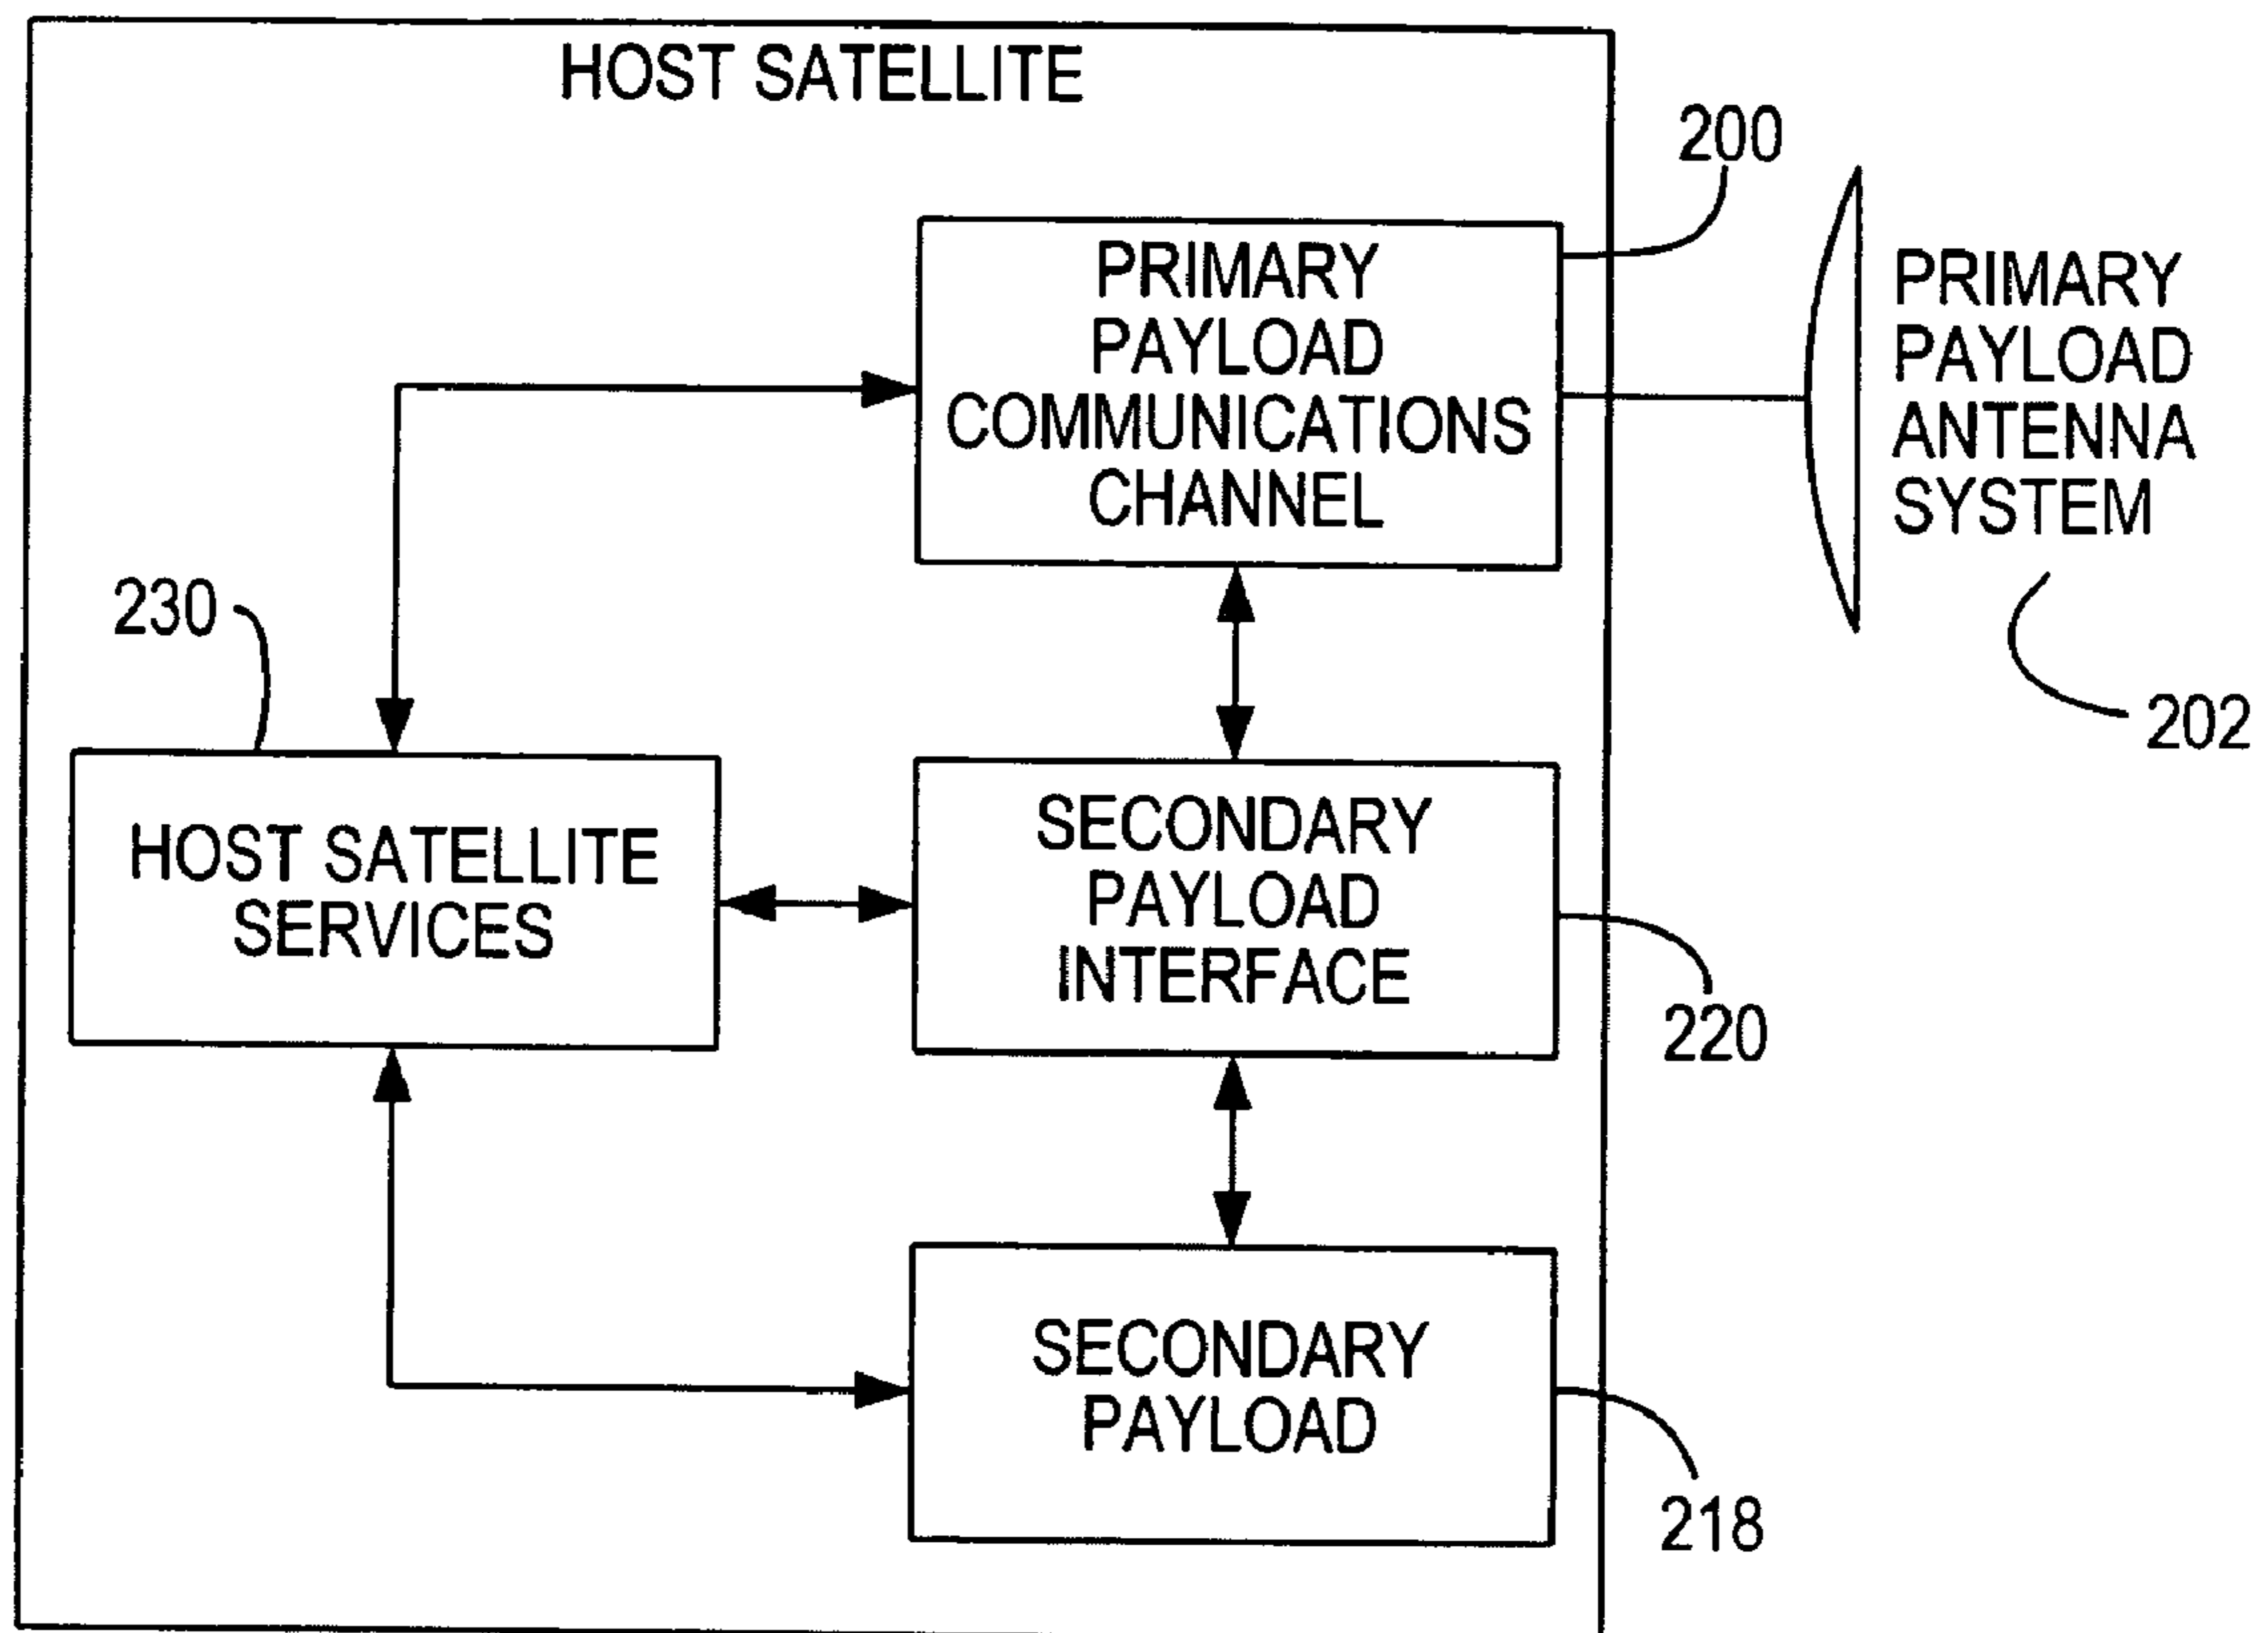 HOST SATELLITE
200
PRIMARY
PAYLOAD
COMMUNICATIONS
CHANNEL
PRIMARY
PAYLOAD
ANTENNA
SYSTEM
202
230
HOST SATELLITE
SERVICES
SECONDARY
PAYLOAD
INTERFACE
220
SECONDARY
PAYLOAD
218